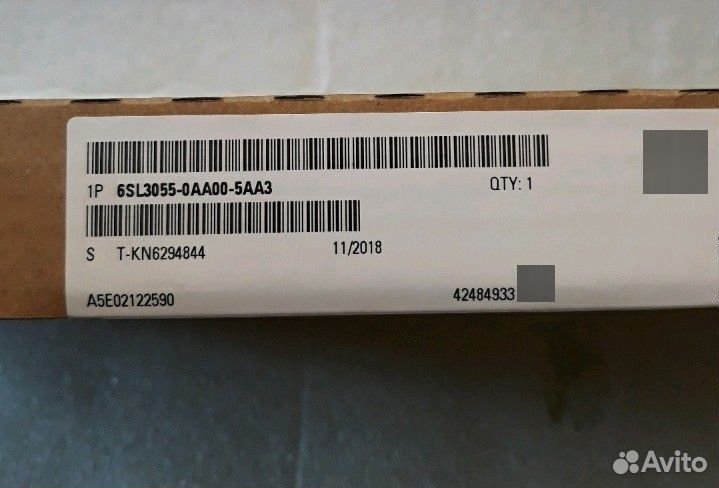 1P 6SL3055-0AA00-5AA3 QTY: 1
S T-KN6294844 11/2018
A5E02122590 42484933
Avito